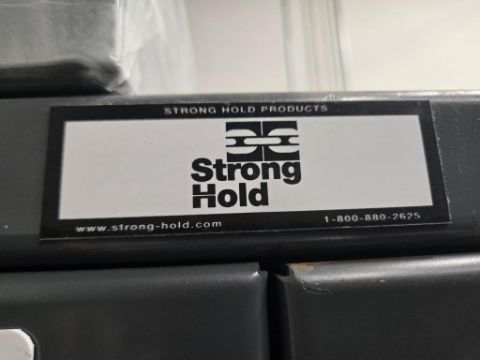 STRONG HOLD PRODUCTS
Strong
Hold
www.strong-hold.com
1-800-880-2625